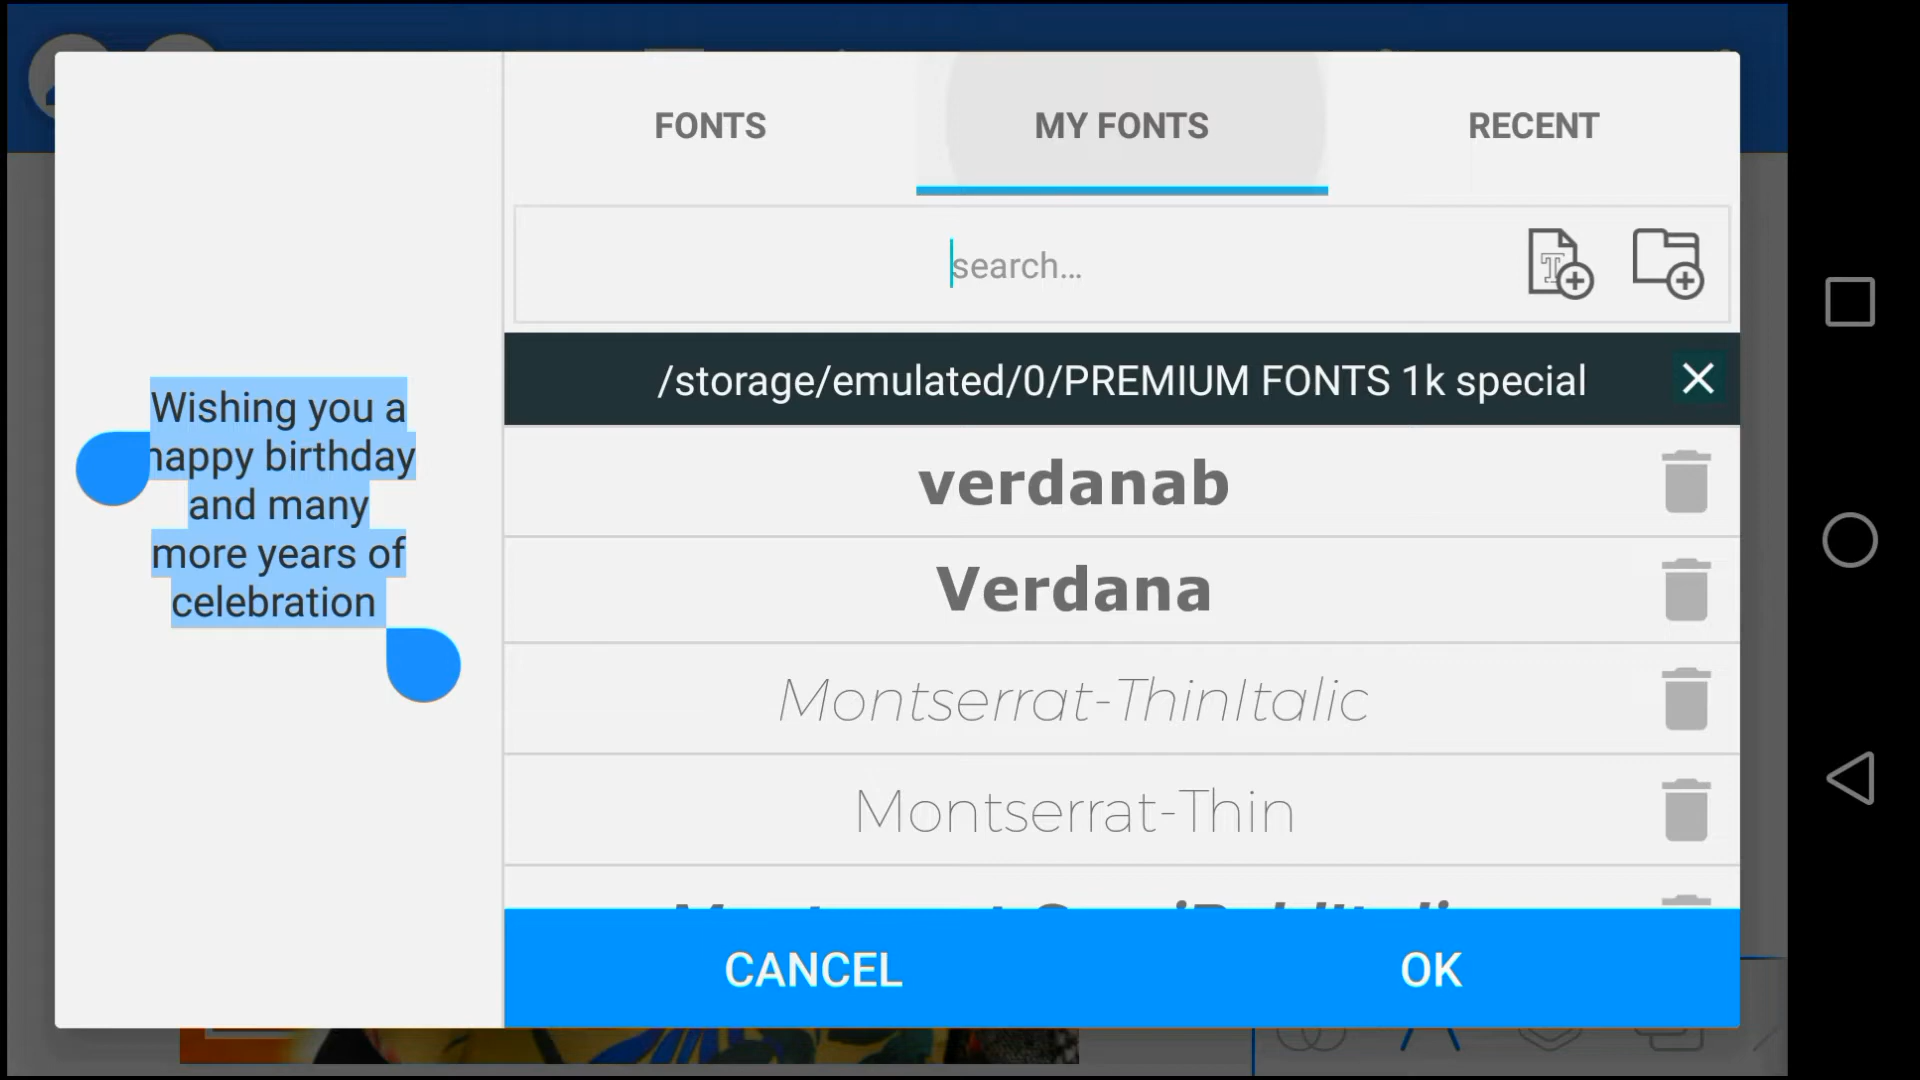 FONTS
MY FONTS
RECENT
search...
/storage/emulated/0/PREMIUM FONTS 1k special
Wishing you a
happy birthday
and many
more years of
celebration
verdanab
Verdana
Montserrat-ThinItalic
Montserrat-Thin
CANCEL
OK